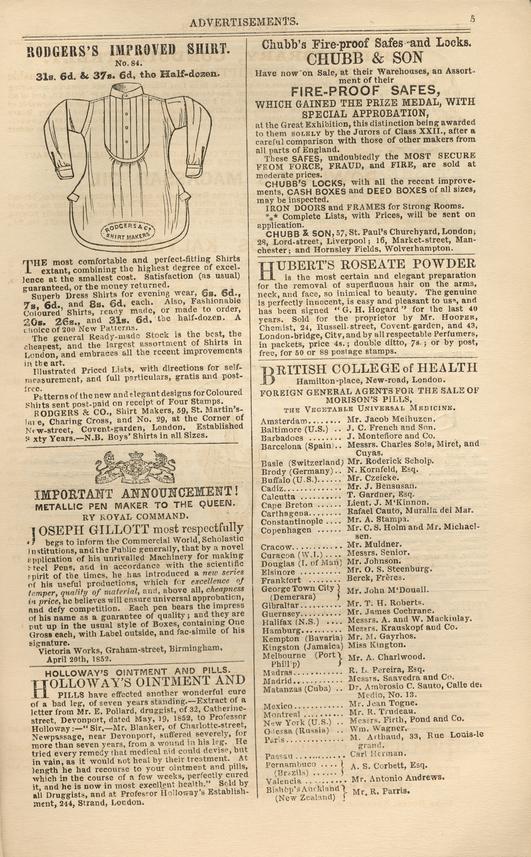 ADVERTISEMENTS.
5
RODGERS'S IMPROVED SHIRT.
No. 84.
31s. 6d. & 37s. 6d, the Half-dozen.
RODGERS & Co
SHIRT MAKERS
THE most comfortable and perfect-fitting Shirts
extant, combining the highest degree of excel-
lence at the smallest cost. Satisfaction (as usual)
guaranteed, or the money returned.
Superb Dress Shirts for evening wear, 6s. 6d.,
7s, 6d., and 8s. 6d. each. Also, Fashionable
Coloured Shirts, ready made, or made to order,
20s. 26s., and 31s. 6d. the half-dozen. A
choice of 200 New Patterns.
The general Ready-made Stock is the best, the
cheapest, and the largest assortment of Shirts in
London, and embraces all the recent improvements
in the art.
Illustrated Priced Lists, with directions for self-
measurement, and full particulars, gratis and post-
free.
Patterns of the new and elegant designs for Coloured
Shirts sent post-paid on receipt of Four Stamps.
RODGERS & CO., Shirt Makers, 59, St. Martin's-
lane, Charing Cross, and No. 29, at the Corner of
New-street, Covent-garden, London. Established
Sixty Years.—N.B. Boys' Shirts in all Sizes.
IMPORTANT ANNOUNCEMENT!
METALLIC PEN MAKER TO THE QUEEN.
BY ROYAL COMMAND.
JOSEPH GILLOTT most respectfully
begs to inform the Commercial World, Scholastic
Institutions, and the Public generally, that by a novel
application of his unrivalled Machinery for making
Steel Pens, and in accordance with the scientific
spirit of the times, he has introduced a new series
of his useful productions, which for excellence of
temper, quality of material, and, above all, cheapness
in price, he believes will ensure universal approbation,
and defy competition. Each pen bears the impress
of his name as a guarantee of quality; and they are
put up in the usual style of Boxes, containing One
Gross each, with Label outside, and fac-simile of his
signature.
Victoria Works, Graham-street, Birmingham,
April 20th, 1852.
HOLLOWAY'S OINTMENT AND PILLS.
HOLLOWAY'S OINTMENT AND
PILLS have effected another wonderful cure
of a bad leg, of seven years standing.—Extract of a
letter from Mr. E. Pollard, druggist, of 32, Catherine-
street, Devonport, dated May, 19, 1852, to Professor
Holloway:—"Sir,—Mr. Blanker, of Charlotte-street,
Newpassage, near Devonport, suffered severely, for
more than seven years, from a wound in his leg. He
tried every remedy that medical aid could devise, but
in vain, as it would not heal by their treatment. At
length he had recourse to your ointment and pills,
which in the course of a few weeks, perfectly cured
it, and he is now in most excellent health." Sold by
all Druggists, and at Professor Holloway's Establish-
ment, 244, Strand, London.
Chubb's Fire-proof Safes and Locks.
CHUBB & SON
Have now on Sale, at their Warehouses, an Assort-
ment of their
FIRE-PROOF SAFES,
WHICH GAINED THE PRIZE MEDAL, WITH
SPECIAL APPROBATION,
at the Great Exhibition, this distinction being awarded
to them SOLELY by the Jurors of Class XXII., after a
careful comparison with those of other makers from
all parts of England.
These SAFES, undoubtedly the MOST SECURE
FROM FORCE, FRAUD, and FIRE, are sold at
moderate prices.
CHUBB'S LOCKS, with all the recent improve-
ments, CASH BOXES and DEED BOXES of all sizes,
may be inspected.
IRON DOORS and FRAMES for Strong Rooms.
*⁎* Complete Lists, with Prices, will be sent on
application.
CHUBB & SON, 57, St. Paul's Churchyard, London;
28, Lord-street, Liverpool; 16, Market-street, Man-
chester; and Hornsley Fields, Wolverhampton.
HUBERT'S ROSEATE POWDER
is the most certain and elegant preparation
for the removal of superfluous hair on the arms,
neck, and face, so inimical to beauty. The genuine
is perfectly innocent, is easy and pleasant to use, and
has been signed "G. H. Hogard" for the last 40
years. Sold for the proprietor by Mr. HOOPER,
Chemist, 24, Russell-street, Covent-garden, and 43,
London-bridge, City, and by all respectable Perfumers,
in packets, price 4s.; double ditto, 7s.; or by post,
free, for 50 or 88 postage stamps.
BRITISH COLLEGE of HEALTH
Hamilton-place, New-road, London.
FOREIGN GENERAL AGENTS FOR THE SALE OF
MORISON'S PILLS,
THE VEGETABLE UNIVERSAL MEDICINE.
Amsterdam........ Mr. Jacob Meihuzen.
Baltimore (U.S.) .. J. C. French and Son.
Barbadoes ........ J. Montefiore and Co.
Barcelona (Spain).. Messrs. Charles Sola, Miret, and
Cuyas.
Basle (Switzerland) Mr. Roderick Scholp.
Brody (Germany).. N. Kornfeld, Esq.
Buffalo (U.S.)...... Mr. Czeicke.
Cadiz............ Mr. J. Bensusan.
Calcutta .......... T. Gardner, Esq.
Cape Breton ...... Lieut. J. M'Kinnon.
Carthagena........ Rafael Cauto, Muralla del Mar.
Constantinople .... Mr. A. Stampa.
Copenhagen ...... Mr. C. S. Holm and Mr. Michael-
sen.
Cracow............ Mr. Muldner.
Curacoa (W.I.).... Messrs. Senior.
Douglas (I. of Man) Mr. Johnson.
Elsinore .......... Mr. O. S. Steenburg.
Frankfort ........ Berck, Frères.
George Town City } Mr. John M'Douall.
(Demerara)
Gibraltar.......... Mr. T. H. Roberts.
Guernsey.......... Mr. James Cochrane.
Halifax (N.S.) .... Messrs. A. and W. Mackinlay.
Hamburg.......... Messrs. Krauskopf and Co.
Kempton (Bavaria) Mr. M. Gayrhos.
Kingston (Jamaica) Miss Kington.
Melbourne (Port } Mr. A. Charlwood.
Phill'p)
Madras............ R. L. Pereira, Esq.
Madrid............ Messrs. Saavedra and Co.
Matanzas (Cuba) .. Dr. Ambrosio C. Sauto, Calle del
Medio, No. 13.
Mexico............ Mr. Jean Togue.
Montreal.......... Mr. R. Trudeau.
New York (U.S.) .. Messrs. Firth, Pond and Co.
Odessa (Russia) .. Wm. Wagner.
Paris............ M. Arthaud, 33, Rue Louis-le
grand.
Passau ............ Carl Herman.
Pernambuco .... } A. S. Corbett, Esq.
(Brazils) ......
Valencia .......... Mr. Antonio Andrews.
Bishop's Auckland } Mr. R. Parris.
(New Zealand)